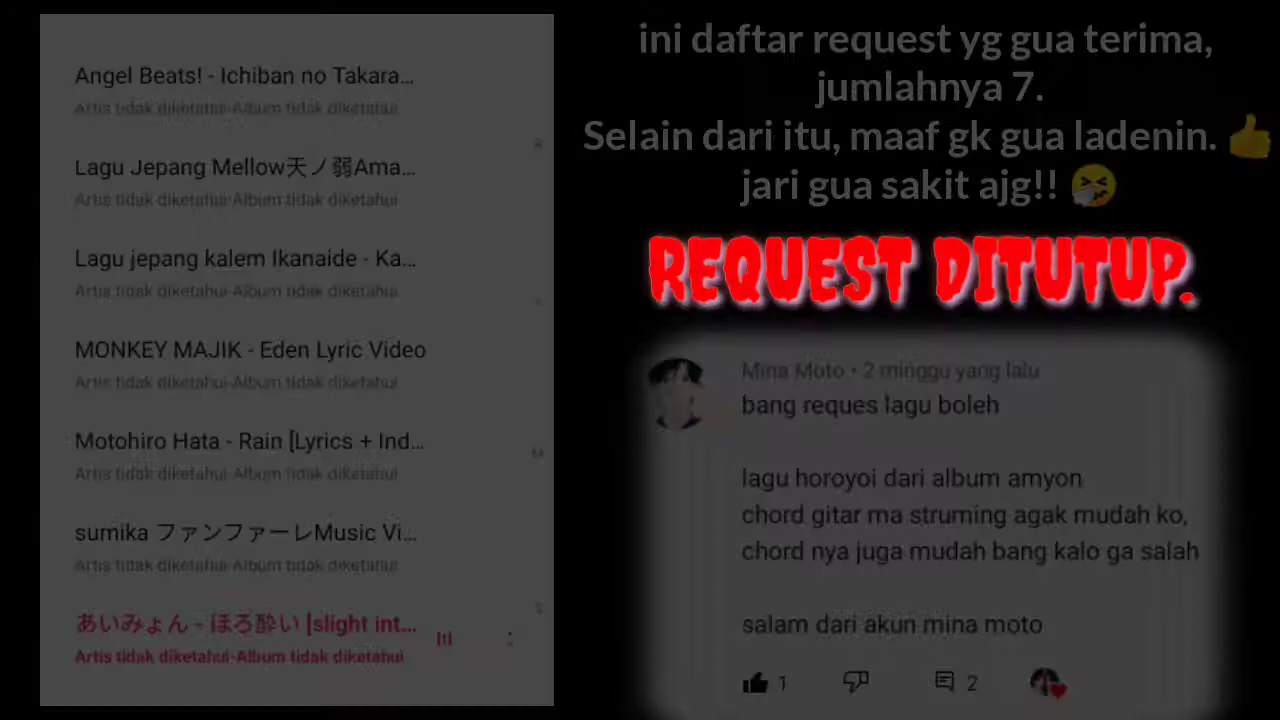 Angel Beats! - Ichiban no Takara...
Artis tidak diketahui-Album tidak diketahui
Lagu Jepang Mellow天ノ弱Ama...
Artis tidak diketahui-Album tidak diketahui
Lagu jepang kalem Ikanaide - Ka...
Artis tidak diketahui-Album tidak diketahui
MONKEY MAJIK - Eden Lyric Video
Artis tidak diketahui-Album tidak diketahui
Motohiro Hata - Rain [Lyrics + Ind...
Artis tidak diketahui-Album tidak diketahui
sumika ファンファーレMusic Vi...
Artis tidak diketahui-Album tidak diketahui
あいみょん - ほろ酔い [slight int...
Artis tidak diketahui-Album tidak diketahui
ini daftar request yg gua terima,
jumlahnya 7.
Selain dari itu, maaf gk gua ladenin. 👍
jari gua sakit ajg!! 🤧
REQUEST DITUTUP.
Mina Moto • 2 minggu yang lalu
bang reques lagu boleh
lagu horoyoi dari album amyon
chord gitar ma struming agak mudah ko,
chord nya juga mudah bang kalo ga salah
salam dari akun mina moto
1 2